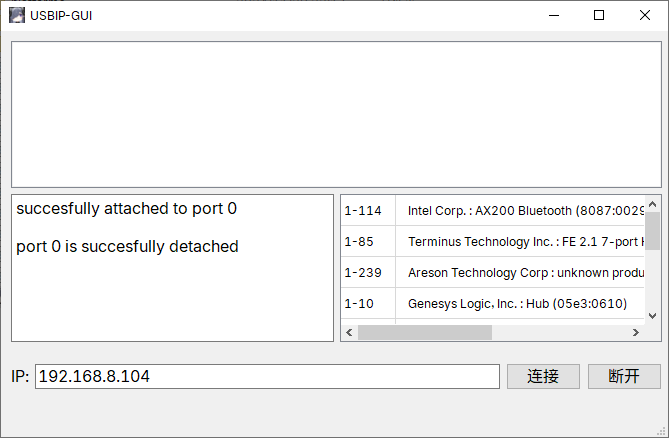 USBIP-GUI
succesfully attached to port 0
port 0 is succesfully detached
1-114 Intel Corp. : AX200 Bluetooth (8087:0029
1-85 Terminus Technology Inc. : FE 2.1 7-port
1-239 Areson Technology Corp : unknown produ
1-10 Genesys Logic, Inc. : Hub (05e3:0610)
IP: 192.168.8.104 连接 断开